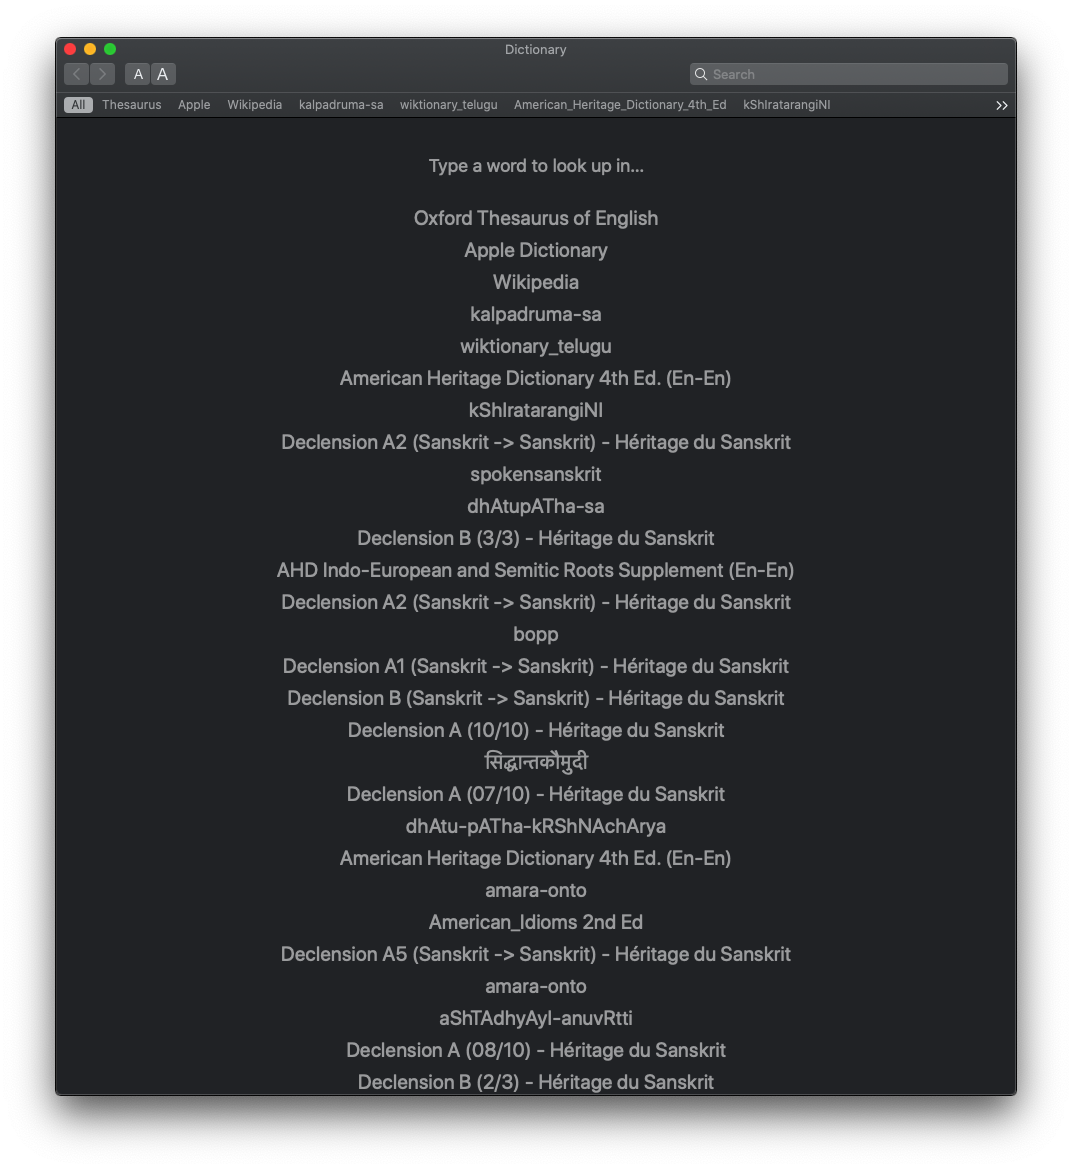 Dictionary
A A
Search
All Thesaurus Apple Wikipedia kalpadruma-sa wiktionary_telugu American_Heritage_Dictionary_4th_Ed kShIratarangiNI
Type a word to look up in...
Oxford Thesaurus of English
Apple Dictionary
Wikipedia
kalpadruma-sa
wiktionary_telugu
American Heritage Dictionary 4th Ed. (En-En)
kShIratarangiNI
Declension A2 (Sanskrit -> Sanskrit) - Héritage du Sanskrit
spokensanskrit
dhAtupATha-sa
Declension B (3/3) - Héritage du Sanskrit
AHD Indo-European and Semitic Roots Supplement (En-En)
Declension A2 (Sanskrit -> Sanskrit) - Héritage du Sanskrit
bopp
Declension A1 (Sanskrit -> Sanskrit) - Héritage du Sanskrit
Declension B (Sanskrit -> Sanskrit) - Héritage du Sanskrit
Declension A (10/10) - Héritage du Sanskrit
सिद्धान्तकौमुदी
Declension A (07/10) - Héritage du Sanskrit
dhAtu-pATha-kRShNAchArya
American Heritage Dictionary 4th Ed. (En-En)
amara-onto
American_Idioms 2nd Ed
Declension A5 (Sanskrit -> Sanskrit) - Héritage du Sanskrit
amara-onto
aShTAdhyAyI-anuvRtti
Declension A (08/10) - Héritage du Sanskrit
Declension B (2/3) - Héritage du Sanskrit